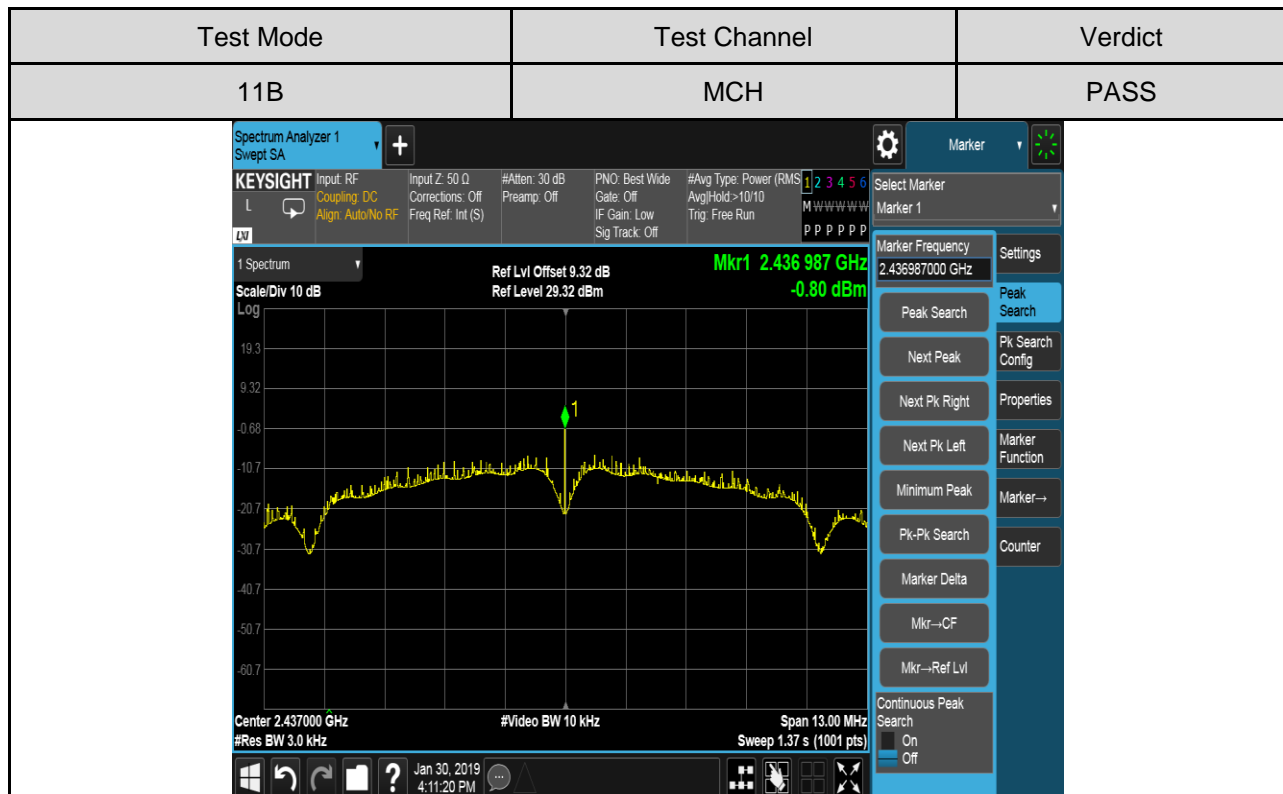 Test Mode Test Channel Verdict
11B MCH PASS
Spectrum Analyzer 1
Swept SA
+
Marker
KEYSIGHT
L
LXI
Input: RF
Coupling: DC
Align: Auto/No RF
Input Z: 50 Ω
Corrections: Off
Freq Ref: Int (S)
#Atten: 30 dB
Preamp: Off
PNO: Best Wide
Gate: Off
IF Gain: Low
Sig Track: Off
#Avg Type: Power (RMS
Avg|Hold:>10/10
Trig: Free Run
1 2 3 4 5 6
M W W W W W
P P P P P P
Select Marker
Marker 1
1 Spectrum
Scale/Div 10 dB
Ref Lvl Offset 9.32 dB
Ref Level 29.32 dBm
Mkr1 2.436 987 GHz
-0.80 dBm
Log
19.3
9.32
-0.68
-10.7
-20.7
-30.7
-40.7
-50.7
-60.7
1
Center 2.437000 GHz
#Res BW 3.0 kHz
#Video BW 10 kHz
Span 13.00 MHz
Sweep 1.37 s (1001 pts)
Marker Frequency
2.436987000 GHz
Peak Search
Next Peak
Next Pk Right
Next Pk Left
Minimum Peak
Pk-Pk Search
Marker Delta
Mkr→CF
Mkr→Ref Lvl
Continuous Peak
Search
On
Off
Settings
Peak
Search
Pk Search
Config
Properties
Marker
Function
Marker→
Counter
?
Jan 30, 2019
4:11:20 PM